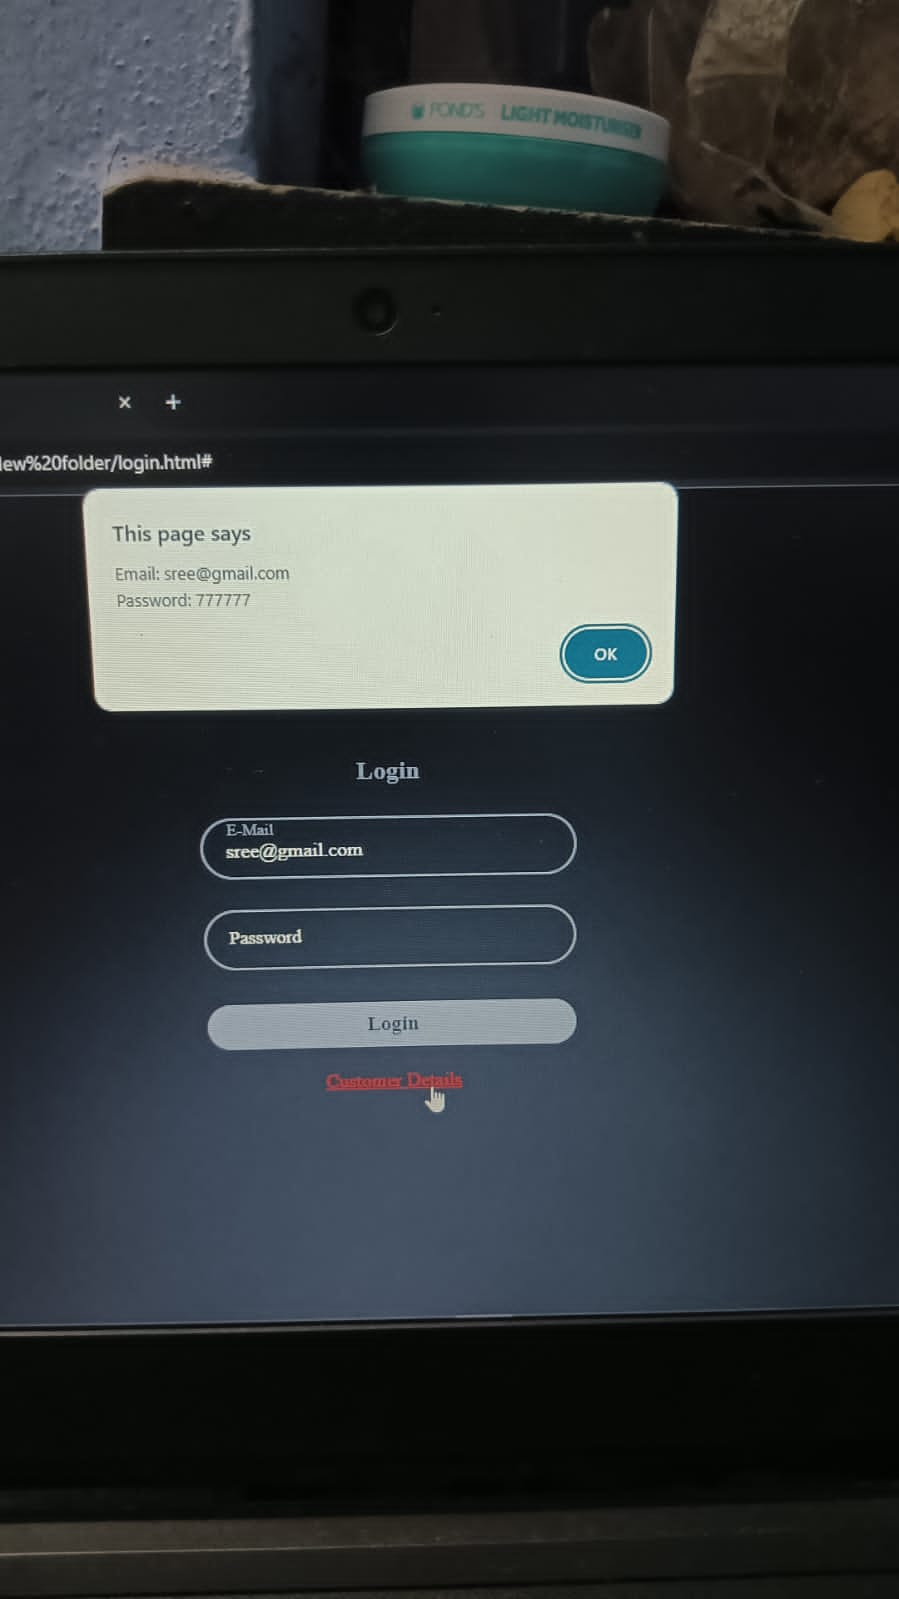 POND'S LIGHT MOISTURISER
× +
ew%20folder/login.html#
This page says
Email: sree@gmail.com
Password: 777777
OK
Login
E-Mail
sree@gmail.com
Password
Login
Customer Details